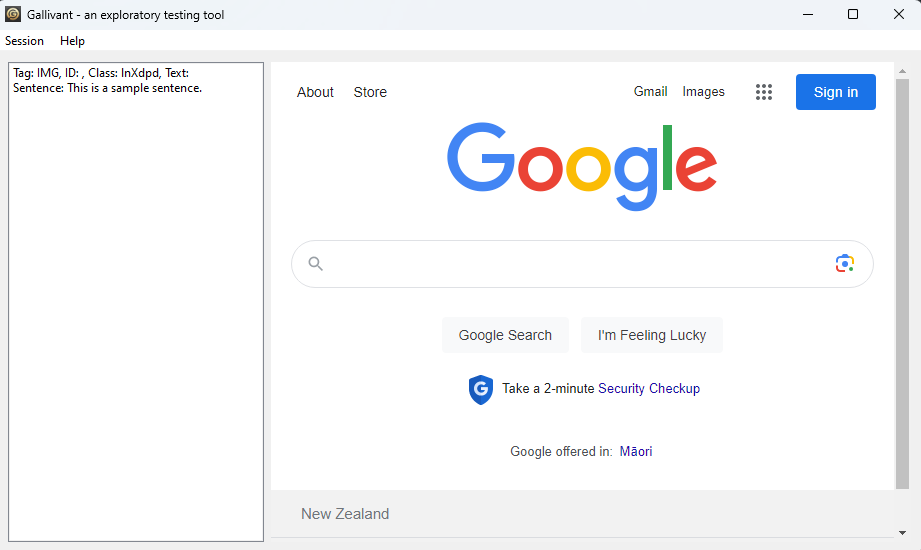 Gallivant - an exploratory testing tool
Session Help
Tag: IMG, ID: , Class: lnXdpd, Text:
Sentence: This is a sample sentence.
About Store Gmail Images Sign in
Google
Google Search I'm Feeling Lucky
Take a 2-minute Security Checkup
Google offered in: Māori
New Zealand